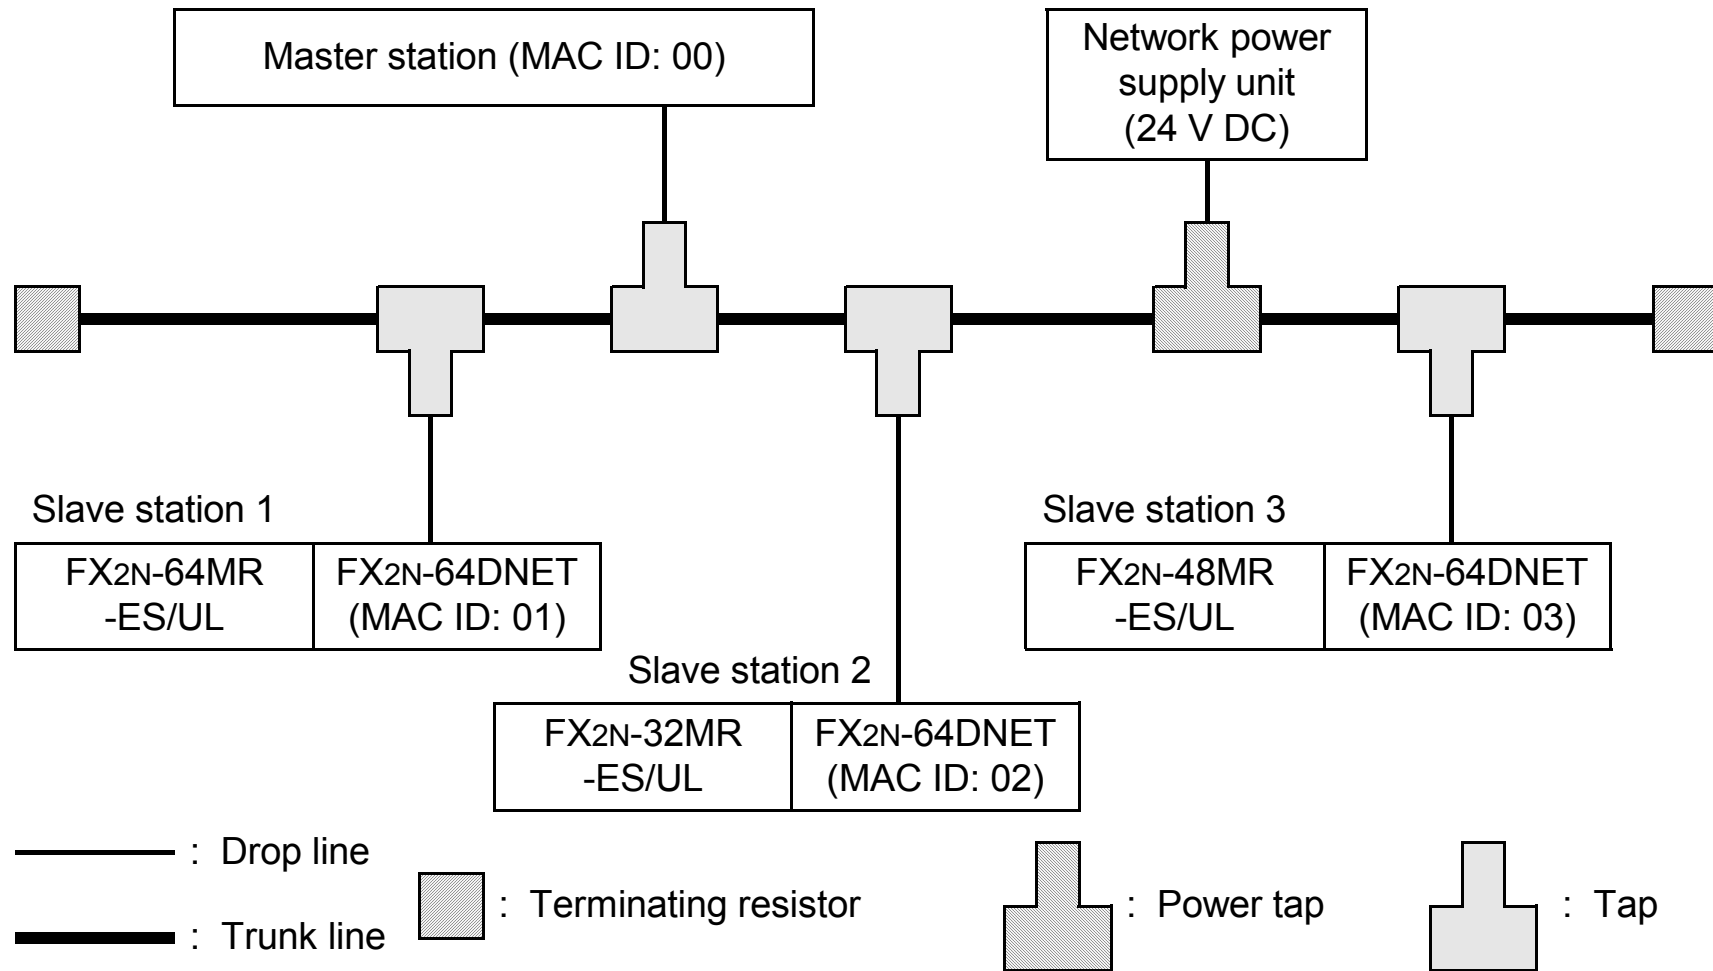 Master station (MAC ID: 00)
Network power
supply unit
(24 V DC)
Slave station 1
FX2N-64MR
-ES/UL
FX2N-64DNET
(MAC ID: 01)
Slave station 2
FX2N-32MR
-ES/UL
FX2N-64DNET
(MAC ID: 02)
Slave station 3
FX2N-48MR
-ES/UL
FX2N-64DNET
(MAC ID: 03)
: Drop line
: Trunk line
: Terminating resistor
: Power tap
: Tap